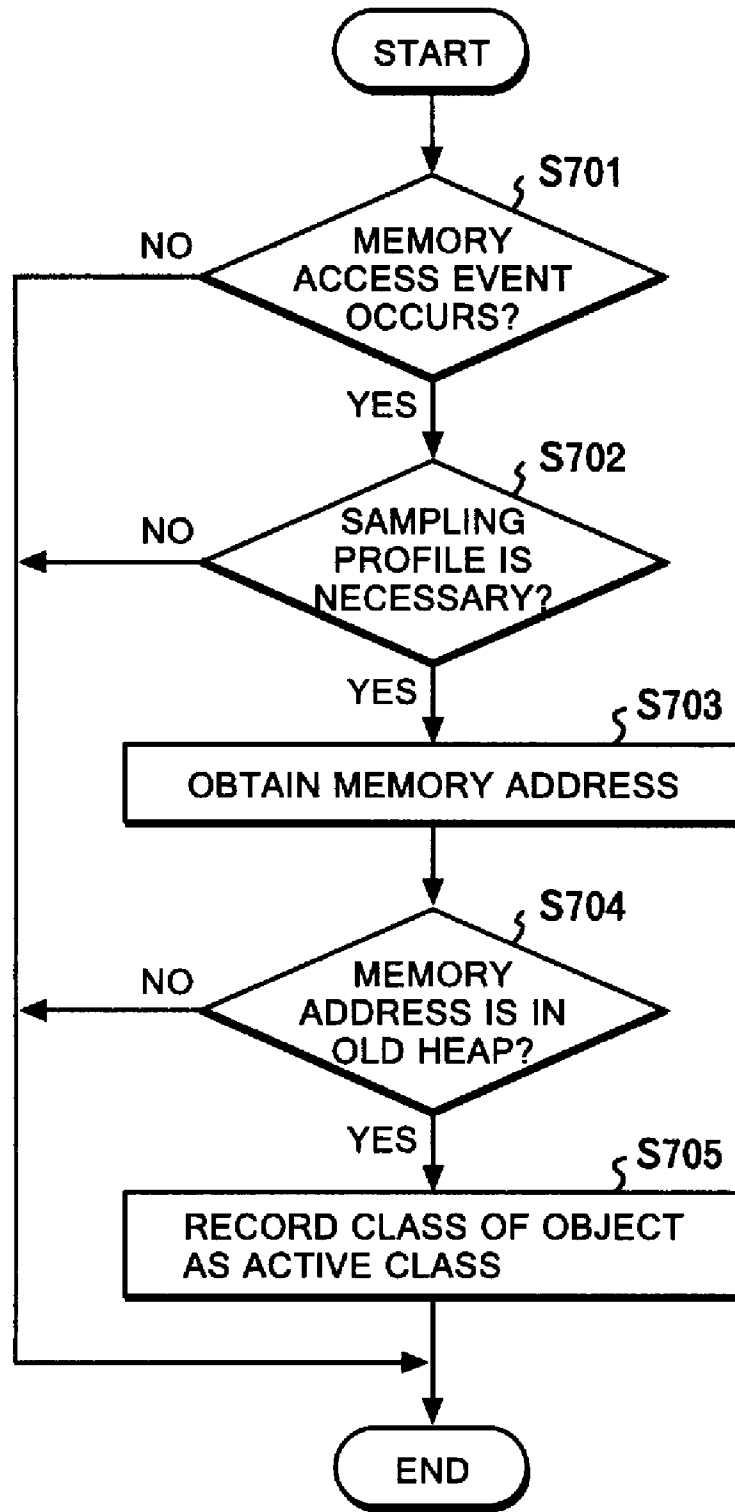 START
S701
NO
MEMORY
ACCESS EVENT
OCCURS?
YES
S702
NO
SAMPLING
PROFILE IS
NECESSARY?
YES
S703
OBTAIN MEMORY ADDRESS
S704
NO
MEMORY
ADDRESS IS IN
OLD HEAP?
YES
S705
RECORD CLASS OF OBJECT
AS ACTIVE CLASS
END